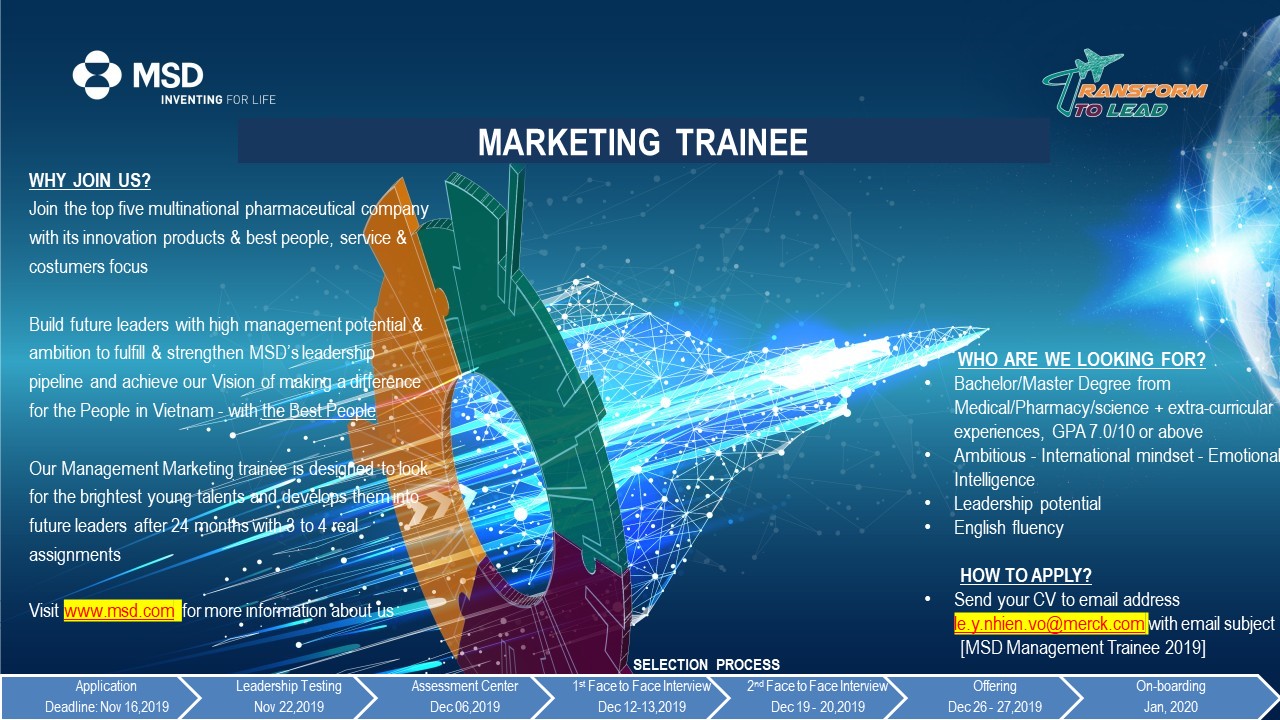 MSD
INVENTING FOR LIFE
TRANSFORM
TO LEAD
MARKETING TRAINEE
WHY JOIN US?
Join the top five multinational pharmaceutical company
with its innovation products & best people, service &
costumers focus
Build future leaders with high management potential &
ambition to fulfill & strengthen MSD's leadership
pipeline and achieve our Vision of making a difference
for the People in Vietnam - with the Best People
Our Management Marketing trainee is designed to look
for the brightest young talents and develops them into
future leaders after 24 months with 3 to 4 real
assignments
Visit www.msd.com for more information about us
WHO ARE WE LOOKING FOR? .
• Bachelor/Master Degree from
Medical/Pharmacy/science + extra-curricular
experiences, GPA 7.0/10 or above
• Ambitious - International mindset - Emotional
Intelligence
• Leadership potential
• English fluency
HOW TO APPLY?
• Send your CV to email address
le.y.nhien.vo@merck.com with email subject
[MSD Management Trainee 2019]
SELECTION PROCESS
Application
Deadline: Nov 16,2019
Leadership Testing
Nov 22,2019
Assessment Center
Dec 06,2019
1st Face to Face Interview
Dec 12-13,2019
2nd Face to Face Interview
Dec 19 - 20,2019
Offering
Dec 26 - 27,2019
On-boarding
Jan, 2020